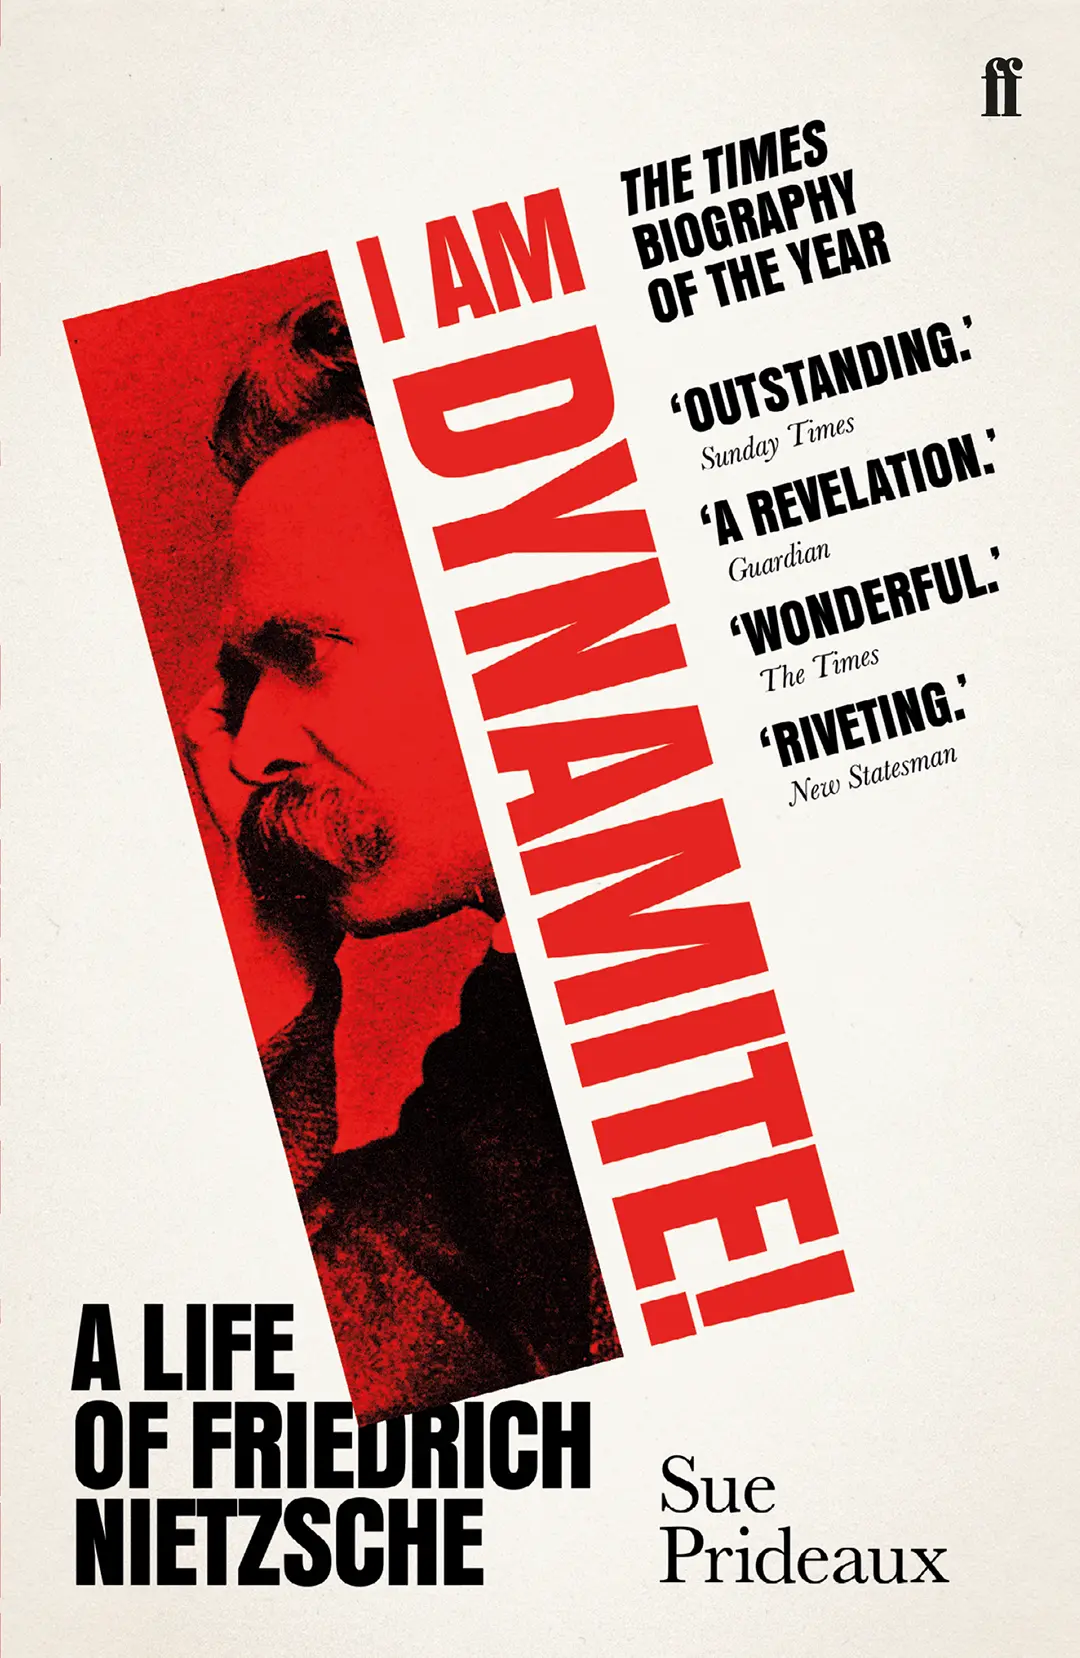 ff
THE TIMES
BIOGRAPHY
OF THE YEAR
I AM
DYNAMITE!
‘OUTSTANDING.’
Sunday Times
‘A REVELATION.’
Guardian
‘WONDERFUL.’
The Times
‘RIVETING.’
New Statesman
A LIFE
OF FRIEDRICH
NIETZSCHE
Sue
Prideaux